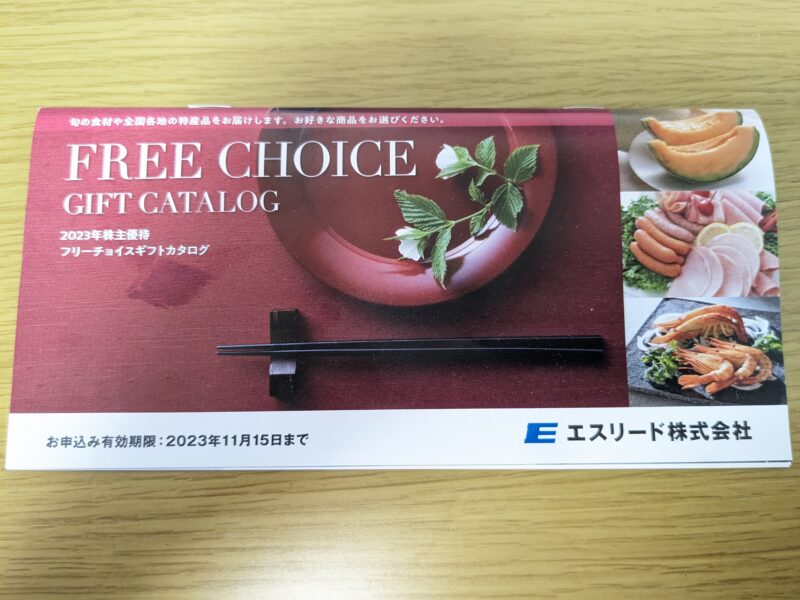 旬の食材や全国各地の特産品をお届けします。お好きな商品をお選びください。
FREE CHOICE
GIFT CATALOG
2023年株主優待
フリーチョイスギフトカタログ
お申込み有効期限：2023年11月15日まで
エスリード株式会社